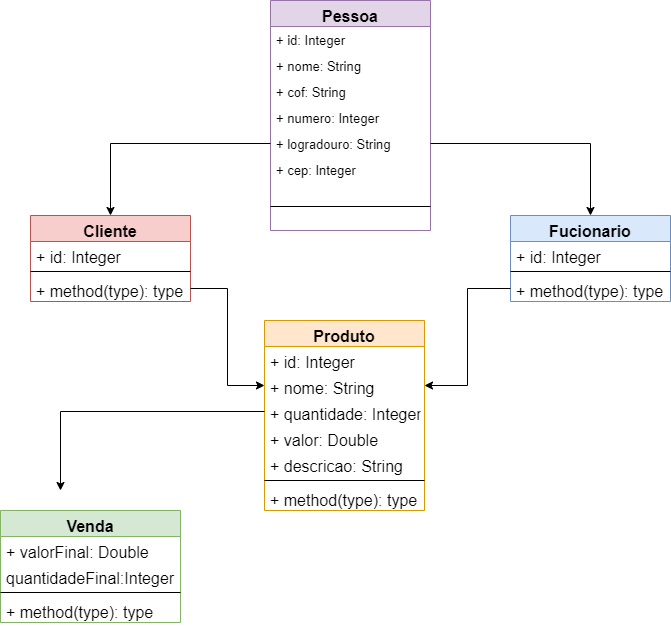 Pessoa
+ id: Integer
+ nome: String
+ cof: String
+ numero: Integer
+ logradouro: String
+ cep: Integer
Cliente
+ id: Integer
+ method(type): type
Fucionario
+ id: Integer
+ method(type): type
Produto
+ id: Integer
+ nome: String
+ quantidade: Integer
+ valor: Double
+ descricao: String
+ method(type): type
Venda
+ valorFinal: Double
quantidadeFinal:Integer
+ method(type): type